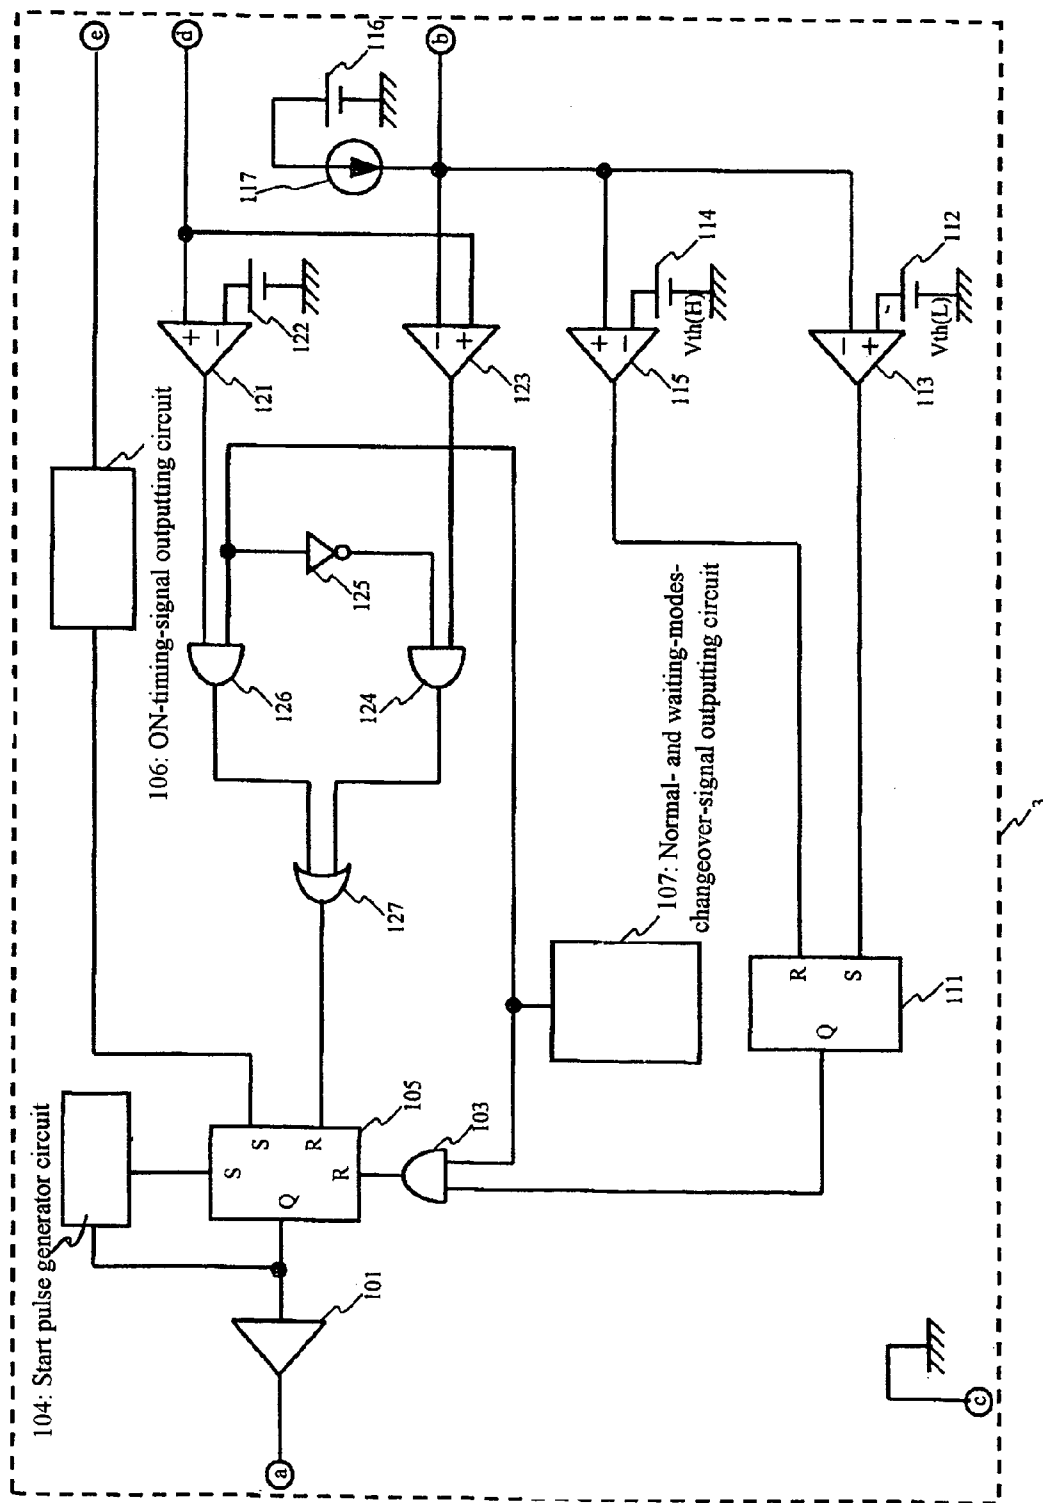 104: Start pulse generator circuit
106: ON-timing-signal outputting circuit
107: Normal- and waiting-modes-
changeover-signal outputting circuit
a
b
c
d
e
101
103
105
111
112
113
114
115
116
117
121
122
123
124
125
126
127
Vth(H)
Vth(L)
S
S
R
R
Q
R
S
Q
+
−
−
+
+
−
−
+
3